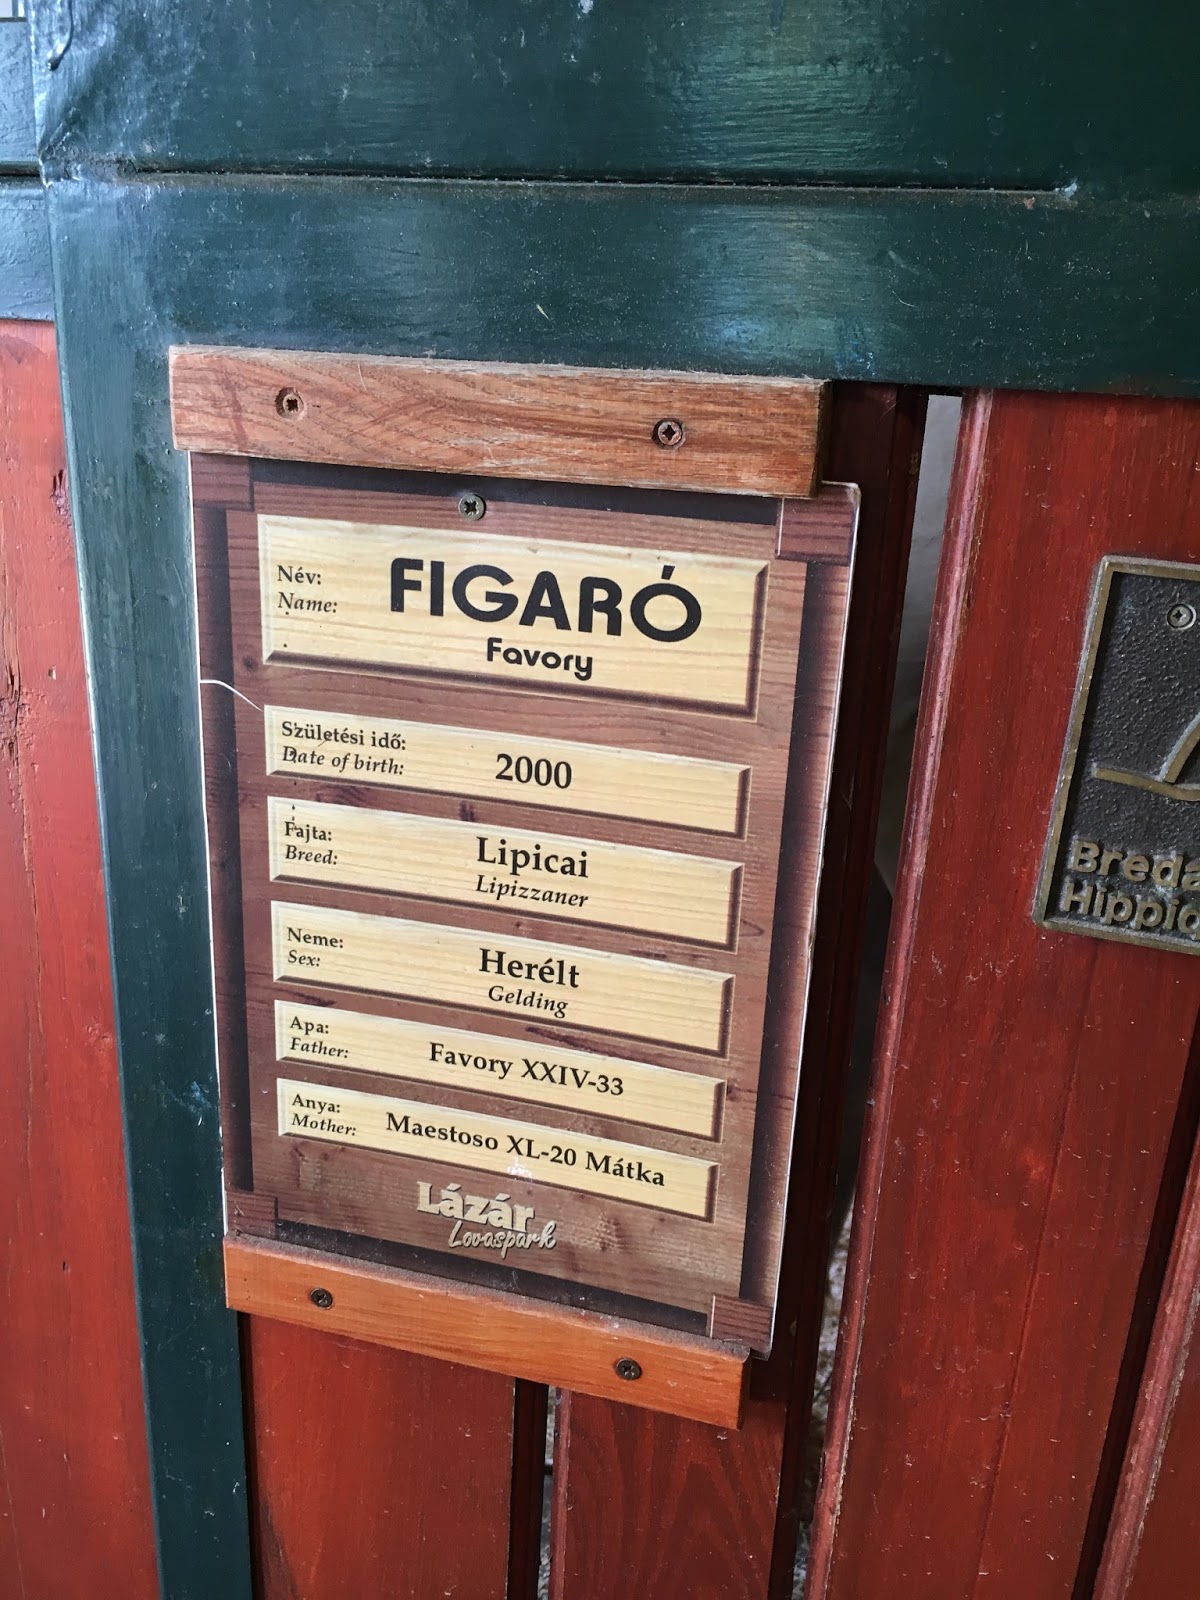 Név:
Name:
FIGARÓ
Favory
Születési idő:
Date of birth:
2000
Fajta:
Breed:
Lipicai
Lipizzaner
Neme:
Sex:
Herélt
Gelding
Apa:
Father:
Favory XXIV-33
Anya:
Mother:
Maestoso XL-20 Mátka
Lázár
Lovaspark
Breda
Hippic